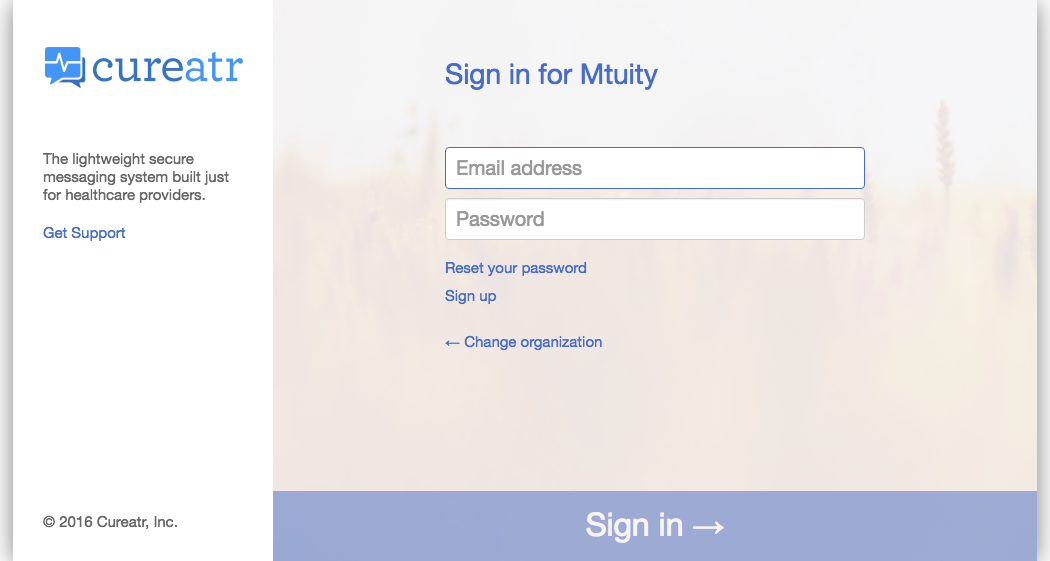 cureatr
The lightweight secure
messaging system built just
for healthcare providers.
Get Support
© 2016 Cureatr, Inc.
Sign in for Mtuity
Email address
Password
Reset your password
Sign up
← Change organization
Sign in →